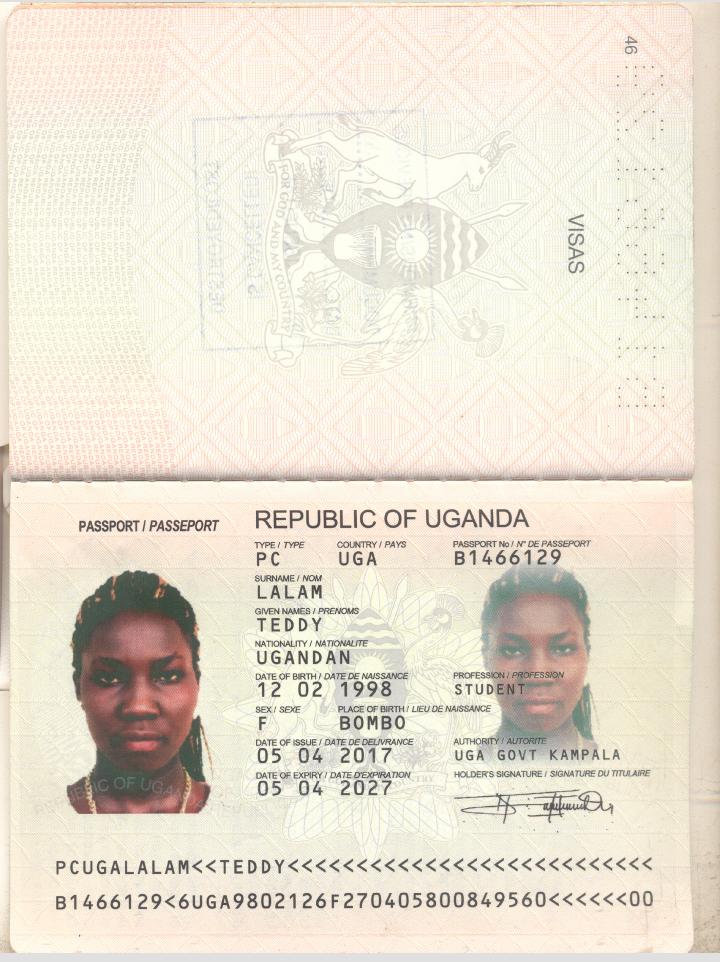 46
VISAS
FOR GOD AND MY COUNTRY
PASSPORT / PASSEPORT
REPUBLIC OF UGANDA
TYPE / TYPE COUNTRY / PAYS PASSPORT No / N° DE PASSEPORT
PC UGA B1466129
SURNAME / NOM
LALAM
GIVEN NAMES / PRENOMS
TEDDY
NATIONALITY / NATIONALITE
UGANDAN
DATE OF BIRTH / DATE DE NAISSANCE PROFESSION / PROFESSION
12 02 1998 STUDENT
SEX / SEXE PLACE OF BIRTH / LIEU DE NAISSANCE
F BOMBO
DATE OF ISSUE / DATE DE DELIVRANCE AUTHORITY / AUTORITE
05 04 2017 UGA GOVT KAMPALA
DATE OF EXPIRY / DATE D'EXPIRATION HOLDER'S SIGNATURE / SIGNATURE DU TITULAIRE
05 04 2027
REPUBLIC OF UGANDA
PCUGALALAM<<TEDDY<<<<<<<<<<<<<<<<<<<<<<<<<<<
B1466129<6UGA9802126F270405800849560<<<<<<00